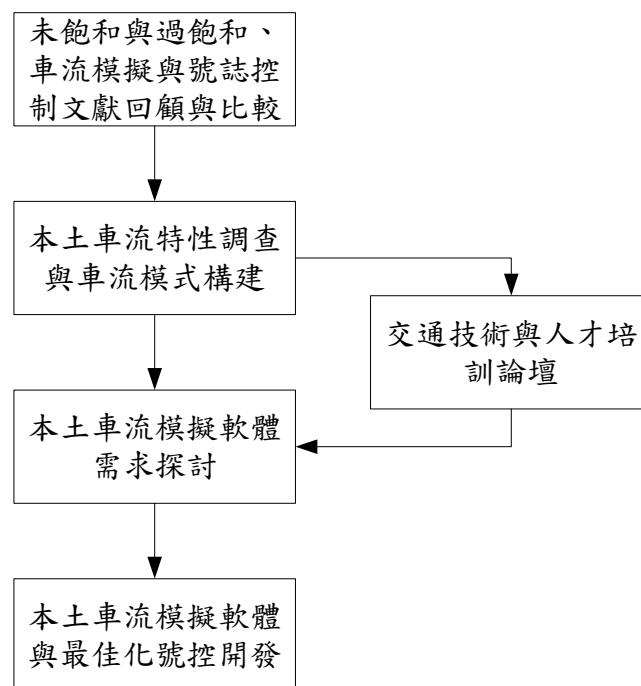 未飽和與過飽和、
車流模擬與號誌控
制文獻回顧與比較
本土車流特性調查
與車流模式構建
交通技術與人才培
訓論壇
本土車流模擬軟體
需求探討
本土車流模擬軟體
與最佳化號控開發